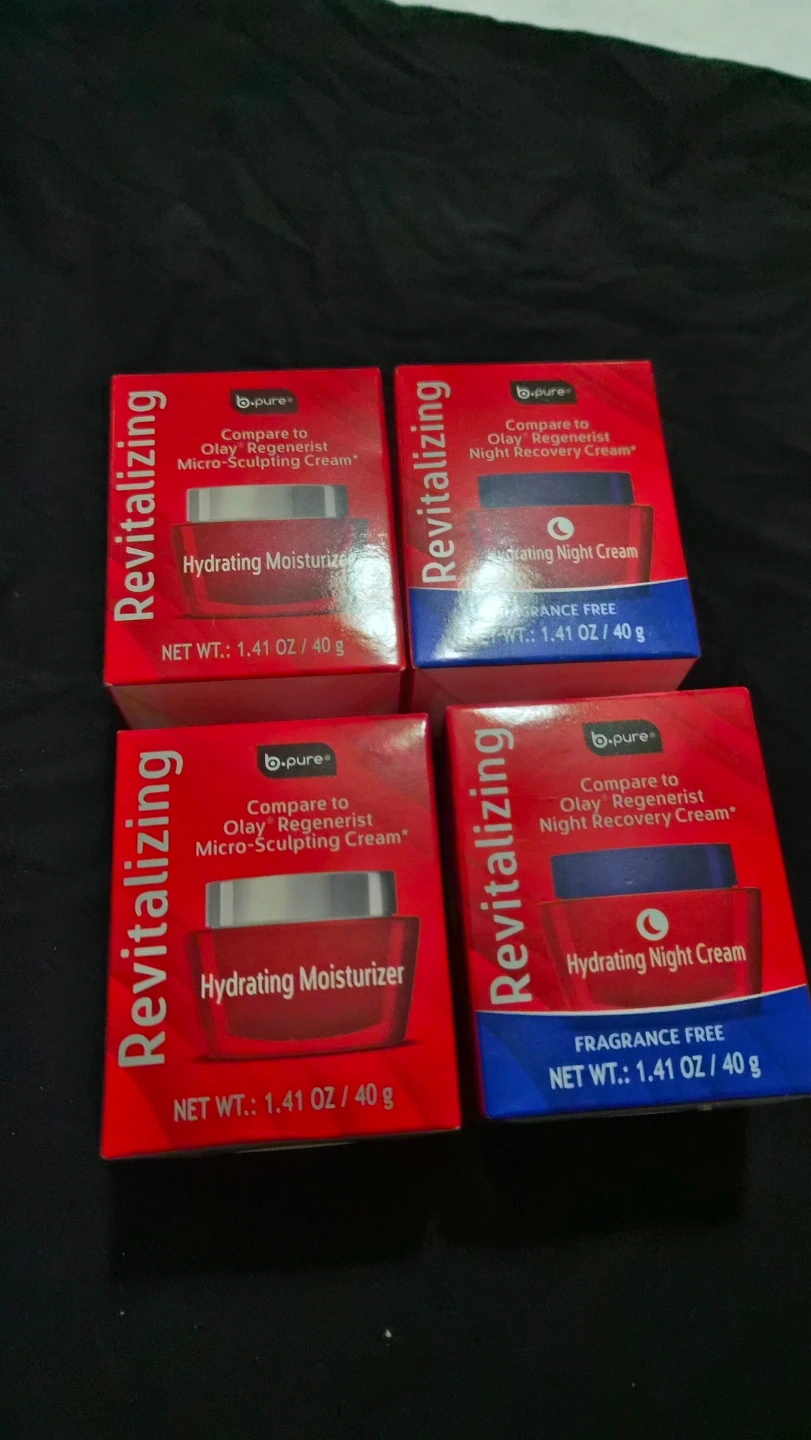 Revitalizing
b.pure®
Compare to
Olay® Regenerist
Micro-Sculpting Cream*
Hydrating Moisturizer
NET WT.: 1.41 OZ / 40 g
Revitalizing
b.pure®
Compare to
Olay® Regenerist
Night Recovery Cream*
Hydrating Night Cream
FRAGRANCE FREE
NET WT.: 1.41 OZ / 40 g
Revitalizing
b.pure®
Compare to
Olay® Regenerist
Micro-Sculpting Cream*
Hydrating Moisturizer
NET WT.: 1.41 OZ / 40 g
Revitalizing
b.pure®
Compare to
Olay® Regenerist
Night Recovery Cream*
Hydrating Night Cream
FRAGRANCE FREE
NET WT.: 1.41 OZ / 40 g